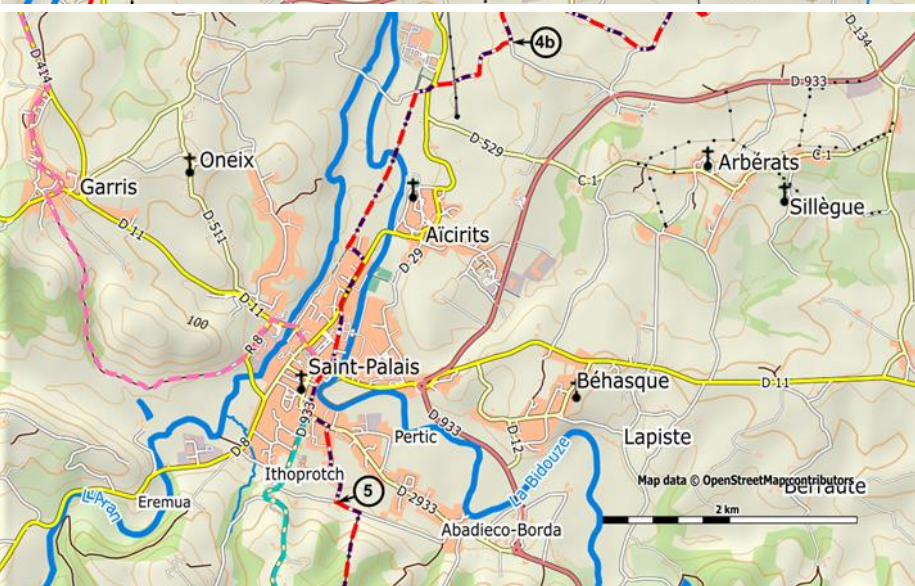 4b
D-134
D-414
D-933
D-529
Oneix
Arbérats
C 1
C 1
Garris
Sillègue
D-511
D-11
Aïcirits
D 29
D-11
100
R-8
Saint-Palais
Béhasque
D-11
D-933
D-933
Pertic
D-12
Lapiste
D-8
Ithoprotch
La Bidouze
Map data © OpenStreetMap contributors
Berraute
5
L'Aran
Eremua
D-2933
2 km
Abadieco-Borda